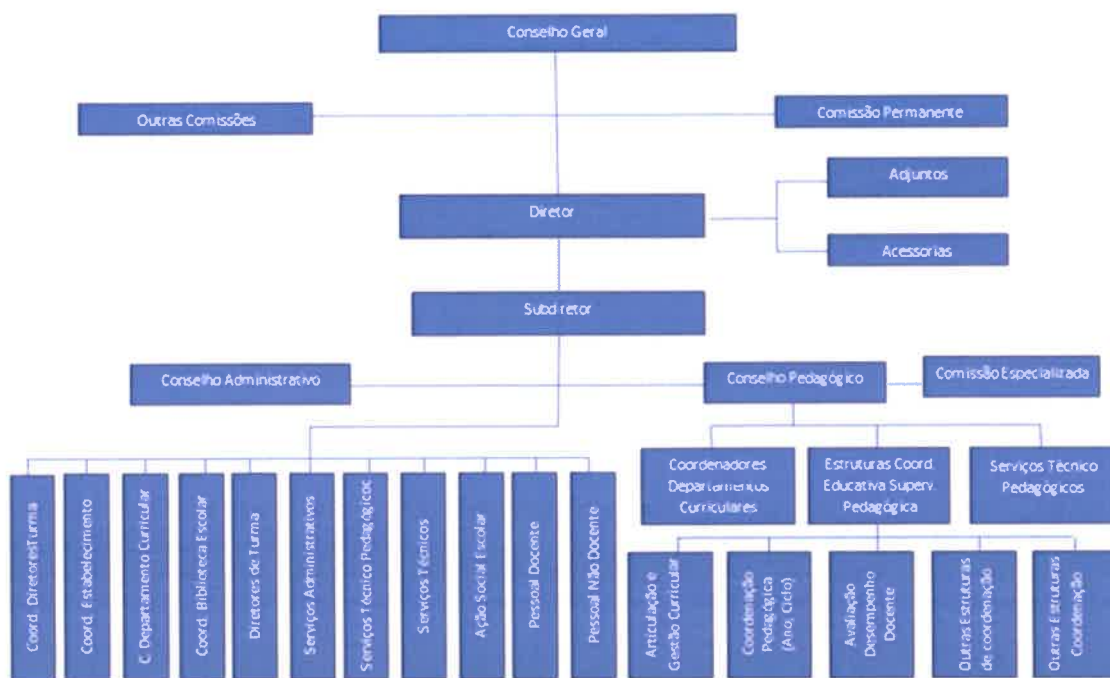 Conselho Geral
Outras Comissões
Comissão Permanente
Adjuntos
Diretor
Acessorias
Subdiretor
Conselho Administrativo
Conselho Pedagógico
Comissão Especializada
Coordenadores
Departamentos
Curriculares
Estruturas Coord.
Educativa Superv.
Pedagógica
Serviços Técnico
Pedagógicos
Coord. DiretoresTurma
Coord. Estabelecimento
C. Departamento Curricular
Coord. Biblioteca Escolar
Diretores de Turma
Serviços Administrativos
Serviços Técnico Pedagógicoc
Serviços Técnicos
Ação Social Escolar
Pessoal Docente
Pessoal Não Docente
Articulação e
Gestão Curricular
Coordenação
Pedagógica
(Ano, Ciclo)
Avaliação
Desempenho
Docente
Outras Estruturas
de coordenação
Outras Estruturas
Coordenação